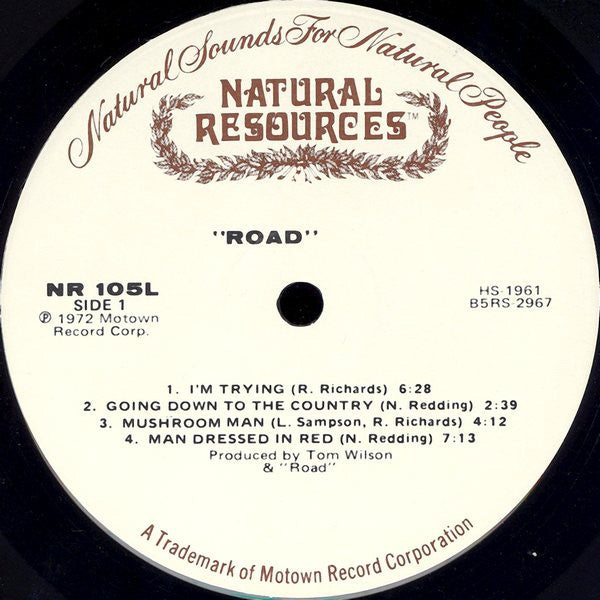 Natural Sounds For Natural People
NATURAL
RESOURCES™
"ROAD"
NR 105L
SIDE 1
℗ 1972 Motown
Record Corp.
HS-1961
B5RS-2967
1. I'M TRYING (R. Richards) 6:28
2. GOING DOWN TO THE COUNTRY (N. Redding) 2:39
3. MUSHROOM MAN (L. Sampson, R. Richards) 4:12
4. MAN DRESSED IN RED (N. Redding) 7:13
Produced by Tom Wilson
& "Road"
A Trademark of Motown Record Corporation